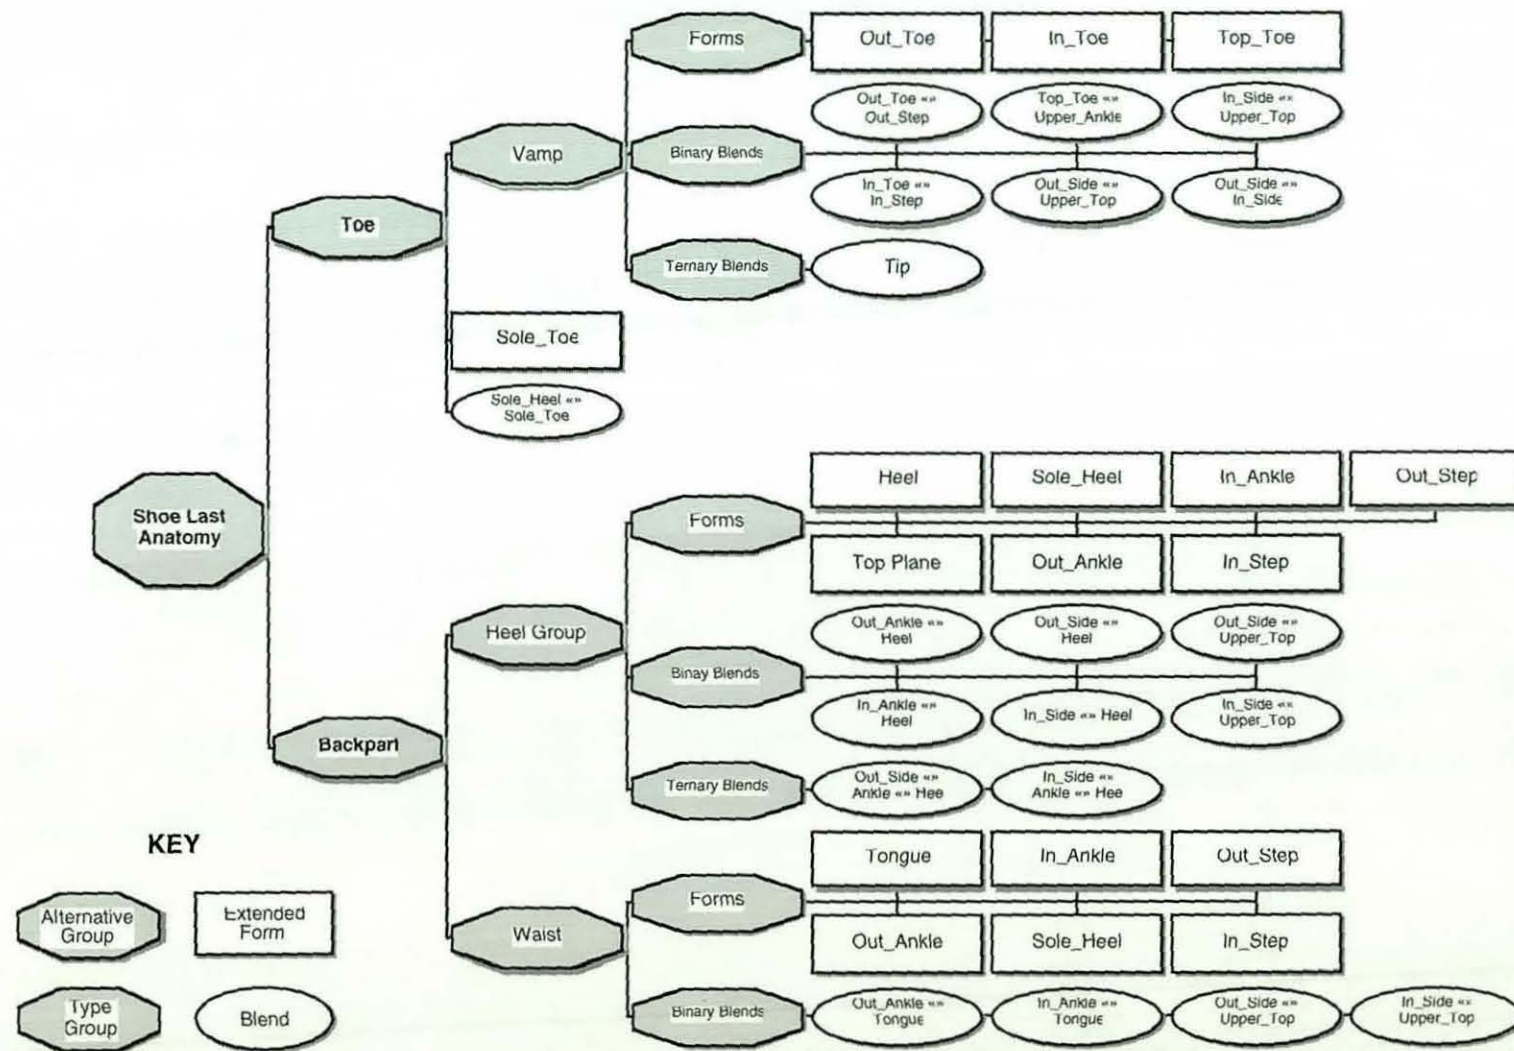 Forms
Out_Toe
In_Toe
Top_Toe
Out_Toe «»
Out_Step
Top_Toe «»
Upper_Ankle
In_Side «»
Upper_Top
Vamp
Binary Blends
In_Toe «»
In_Step
Out_Side «»
Upper_Top
Out_Side «»
In_Side
Toe
Ternary Blends
Tip
Sole_Toe
Sole_Heel «»
Sole_Toe
Shoe Last
Anatomy
Heel
Sole_Heel
In_Ankle
Out_Step
Forms
Top Plane
Out_Ankle
In_Step
Heel Group
Out_Ankle «»
Heel
Out_Side «»
Heel
Out_Side «»
Upper_Top
Binay Blends
In_Ankle «»
Heel
In_Side «» Heel
In_Side «»
Upper_Top
Backpart
Ternary Blends
Out_Side «»
Ankle «» Hee
In_Side «»
Ankle «» Hee
Tongue
In_Ankle
Out_Step
Forms
Waist
Out_Ankle
Sole_Heel
In_Step
Binary Blends
Out_Ankle «»
Tongue
In_Ankle «»
Tongue
Out_Side «»
Upper_Top
In_Side «»
Upper_Top
KEY
Alternative
Group
Extended
Form
Type
Group
Blend